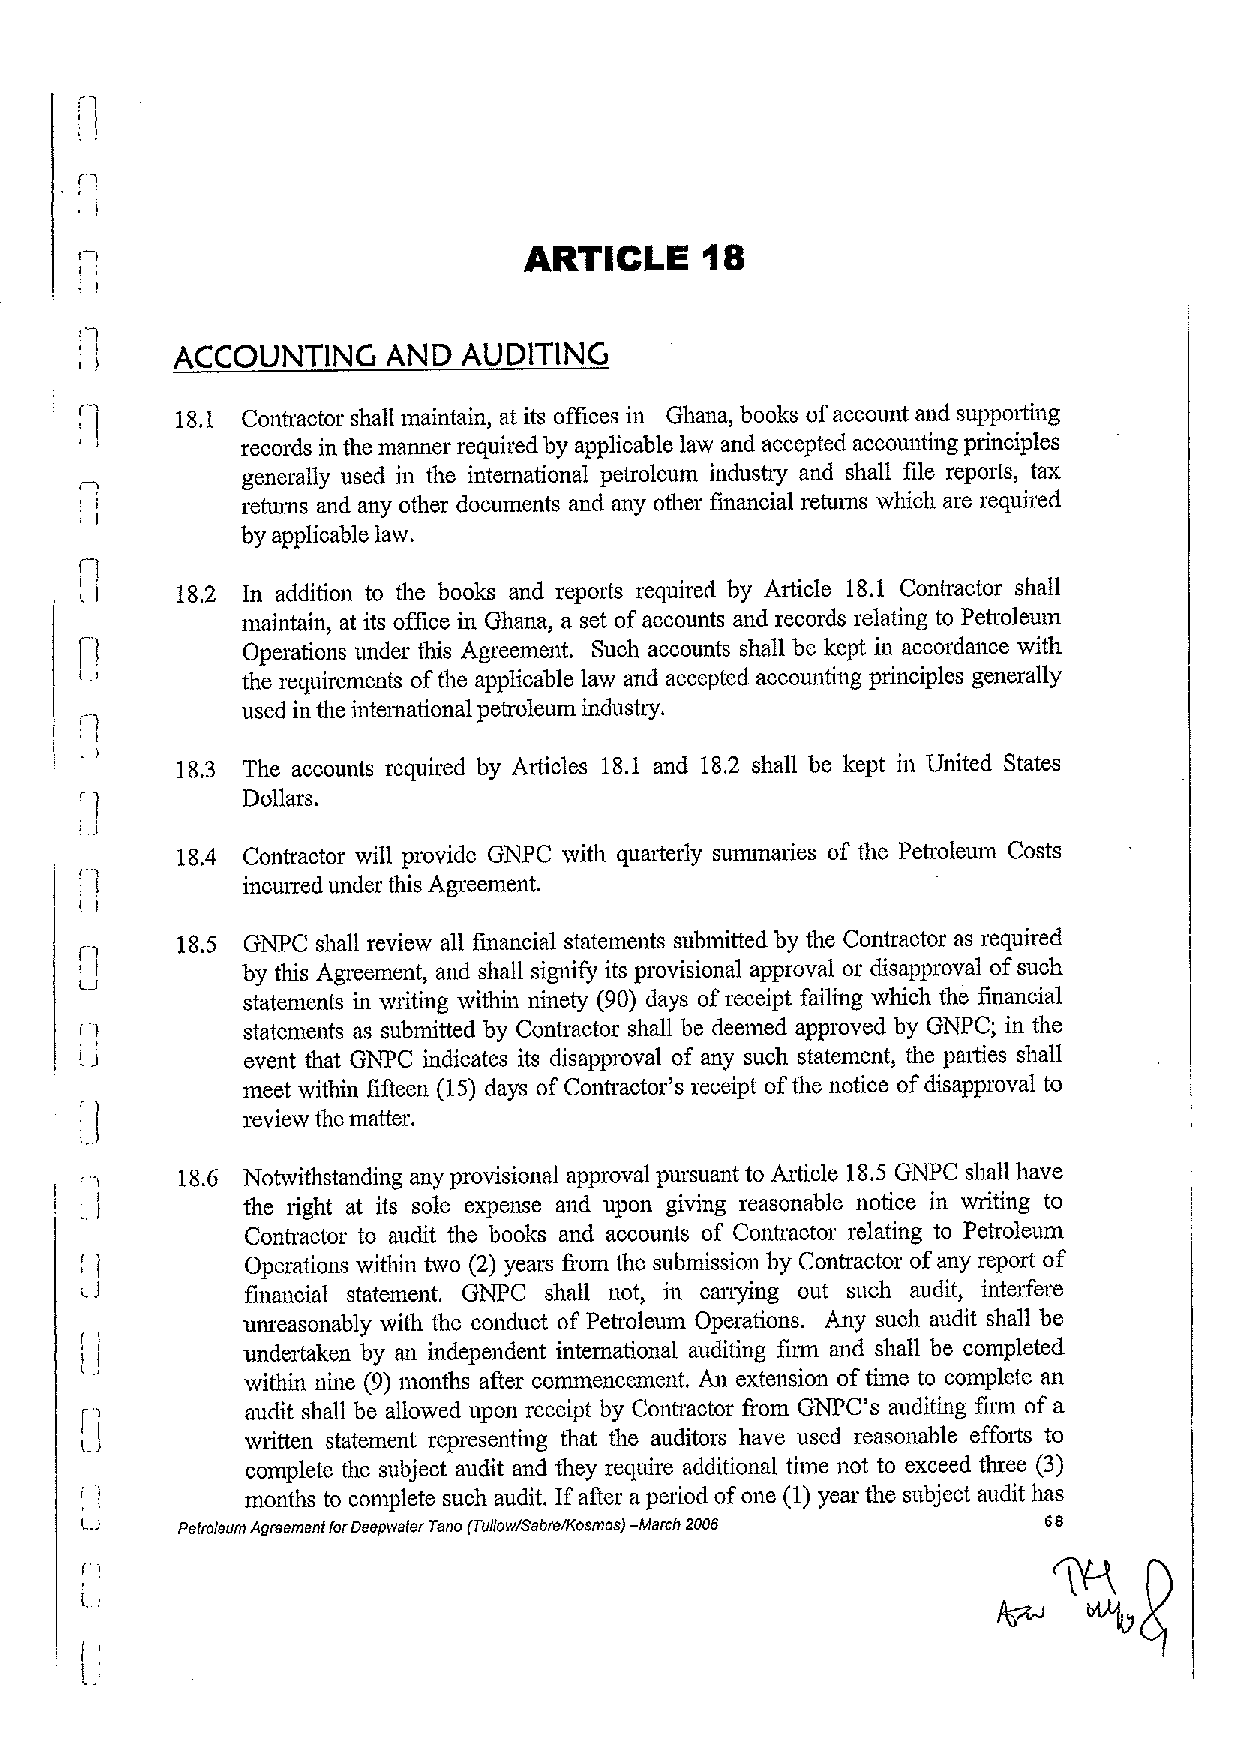 ARTICLE 18
ACCOUNTING AND AUDITING
18.1 Contractor shall maintain, at its offices in Ghana, books of account and supporting
records in the manner required by applicable law and accepted accounting principles
generally used in the international petroleum industry and shall file reports, tax
returns and any other documents and any other financial returns which are required
by applicable law.
18.2 In addition to the books and reports required by Article 18.1 Contractor shall
maintain, at its office in Ghana, a set of accounts and records relating to Petroleum
Operations under this Agreement. Such accounts shall be kept in accordance with
the requirements of the applicable law and accepted accounting principles generally
used in the international petroleum industry.
18.3 The accounts required by Articles 18.1 and 18.2 shall be kept in United States
Dollars.
18.4 Contractor will provide GNPC with quarterly summaries of the Petroleum Costs
incurred under this Agreement.
18.5 GNPC shall review all financial statements submitted by the Contractor as required
by this Agreement, and shall signify its provisional approval or disapproval of such
statements in writing within ninety (90) days of receipt failing which the financial
statements as submitted by Contractor shall be deemed approved by GNPC; in the
event that GNPC indicates its disapproval of any such statement, the parties shall
meet within fifteen (15) days of Contractor's receipt of the notice of disapproval to
review the matter.
18.6 Notwithstanding any provisional approval pursuant to Article 18.5 GNPC shall have
the right at its sole expense and upon giving reasonable notice in writing to
Contractor to audit the books and accounts of Contractor relating to Petroleum
Operations within two (2) years from the submission by Contractor of any report of
financial statement. GNPC shall not, in carrying out such audit, interfere
unreasonably with the conduct of Petroleum Operations. Any such audit shall be
undertaken by an independent international auditing firm and shall be completed
within nine (9) months after commencement. An extension of time to complete an
audit shall be allowed upon receipt by Contractor from GNPC's auditing firm of a
written statement representing that the auditors have used reasonable efforts to
complete the subject audit and they require additional time not to exceed three (3)
months to complete such audit. If after a period of one (1) year the subject audit has
Petroleum Agreement for Deepwater Tano (Tullow/Sabre/Kosmos) –March 2006 68
TH